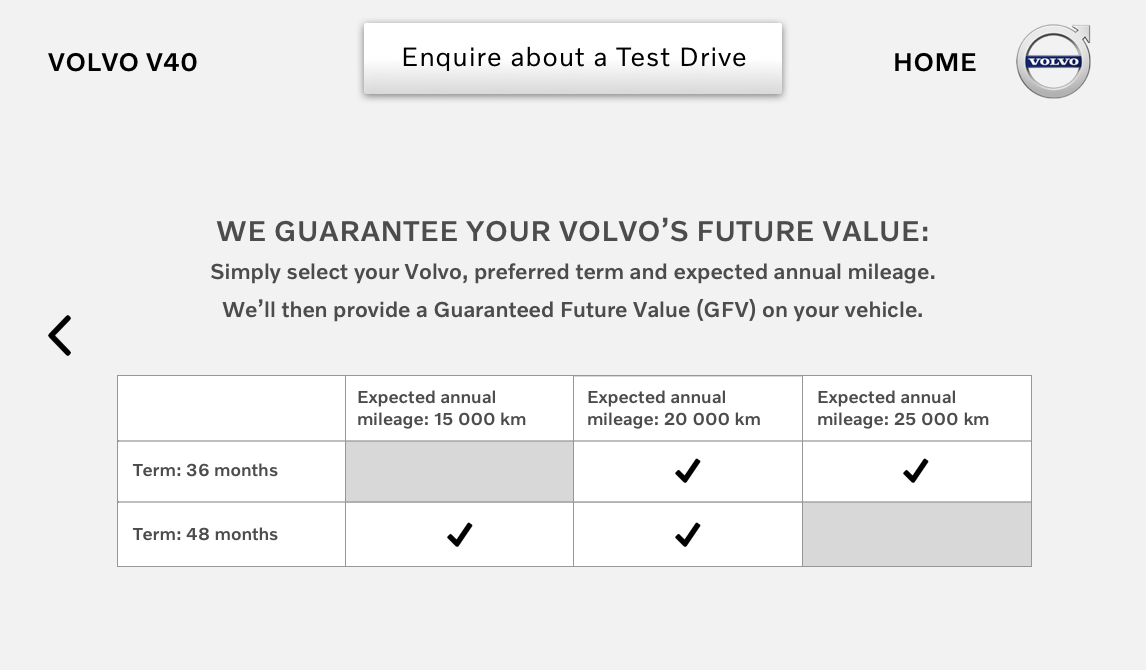 VOLVO V40
Enquire about a Test Drive
HOME
VOLVO
WE GUARANTEE YOUR VOLVO’S FUTURE VALUE:
Simply select your Volvo, preferred term and expected annual mileage.
We’ll then provide a Guaranteed Future Value (GFV) on your vehicle.
Expected annual
mileage: 15 000 km
Expected annual
mileage: 20 000 km
Expected annual
mileage: 25 000 km
Term: 36 months
Term: 48 months